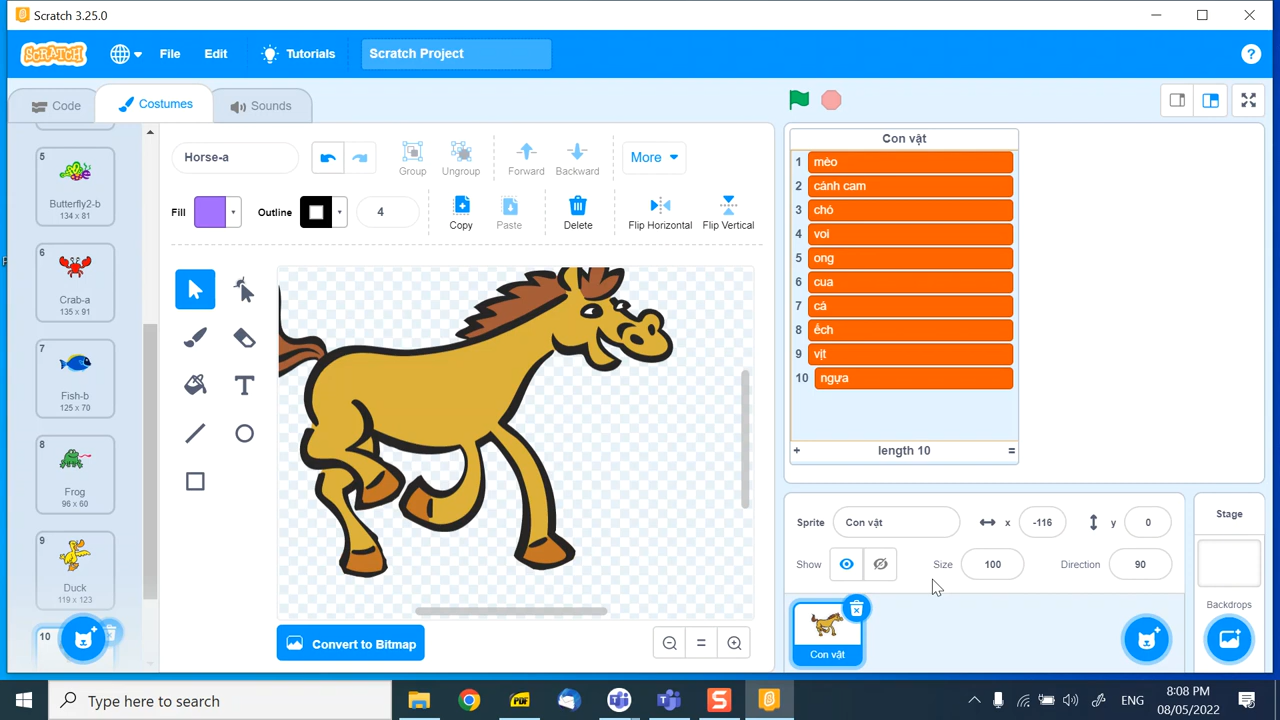 Scratch 3.25.0
SCRATCH
File
Edit
Tutorials
Scratch Project
?
Code
Costumes
Sounds
Horse-a
Group
Ungroup
Forward
Backward
More
Fill
Outline
4
Copy
Paste
Delete
Flip Horizontal
Flip Vertical
5
Butterfly2-b
134 x 81
6
Crab-a
135 x 91
7
Fish-b
125 x 70
8
Frog
96 x 60
9
Duck
119 x 123
10
T
Convert to Bitmap
Con vật
1 mèo
2 cánh cam
3 chó
4 voi
5 ong
6 cua
7 cá
8 ếch
9 vịt
10 ngựa
+ length 10 =
Sprite
Con vật
x
-116
y
0
Show
Size
100
Direction
90
Con vật
Stage
Backdrops
Type here to search
PDF
S
ENG
8:08 PM
08/05/2022